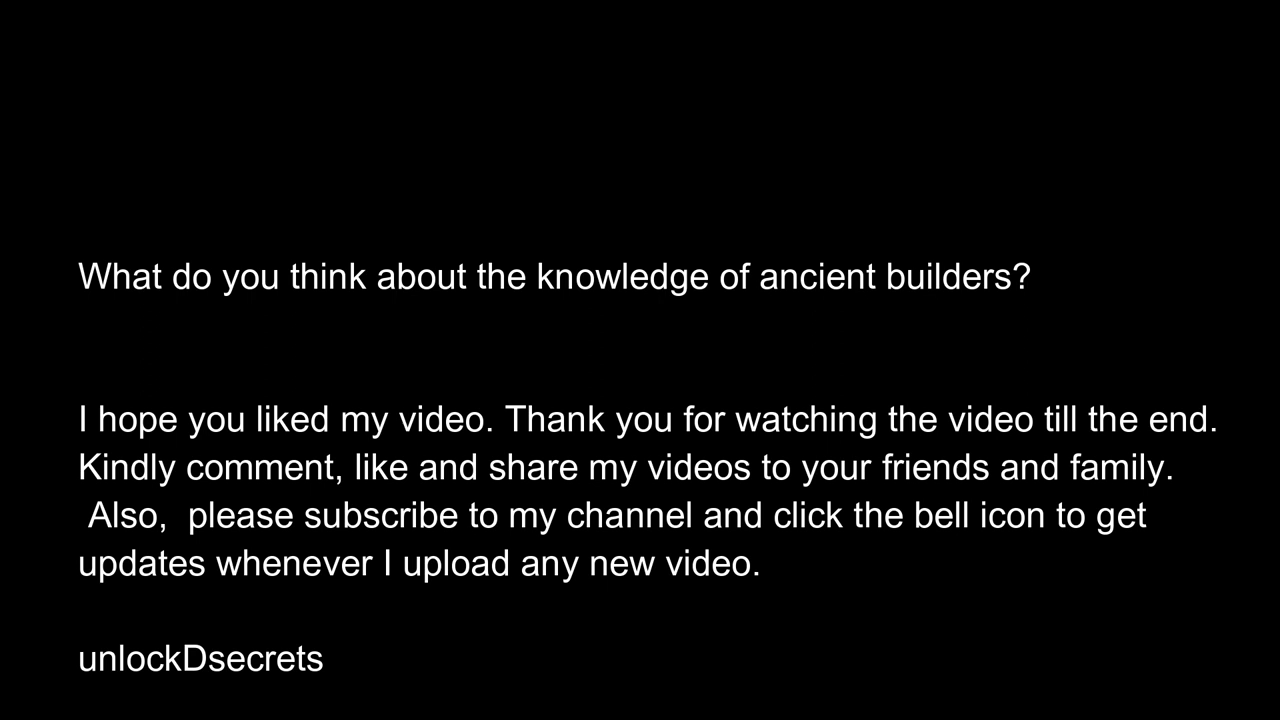 What do you think about the knowledge of ancient builders?
I hope you liked my video. Thank you for watching the video till the end.
Kindly comment, like and share my videos to your friends and family.
Also,  please subscribe to my channel and click the bell icon to get
updates whenever I upload any new video.
unlockDsecrets